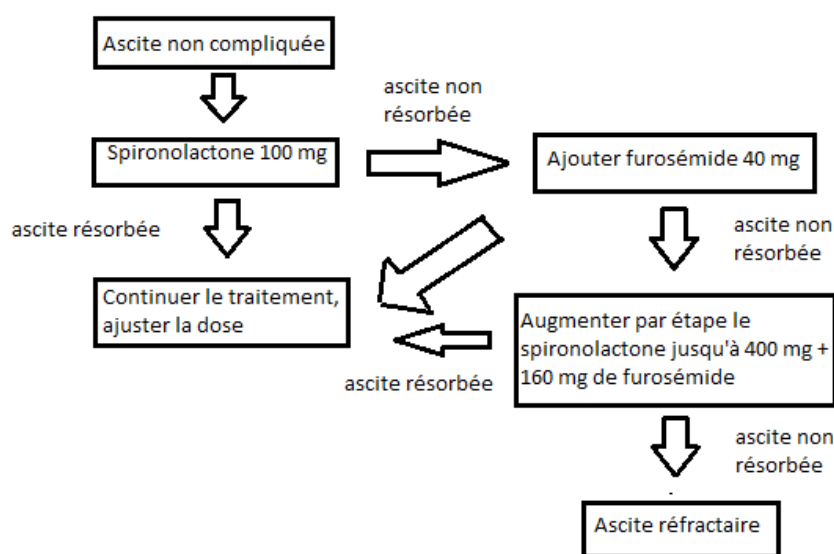 Ascite non compliquée
ascite non
résorbée
Spironolactone 100 mg
Ajouter furosémide 40 mg
ascite résorbée
ascite non
résorbée
Continuer le traitement,
ajuster la dose
Augmenter par étape le
spironolactone jusqu'à 400 mg +
160 mg de furosémide
ascite résorbée
ascite non
résorbée
Ascite réfractaire